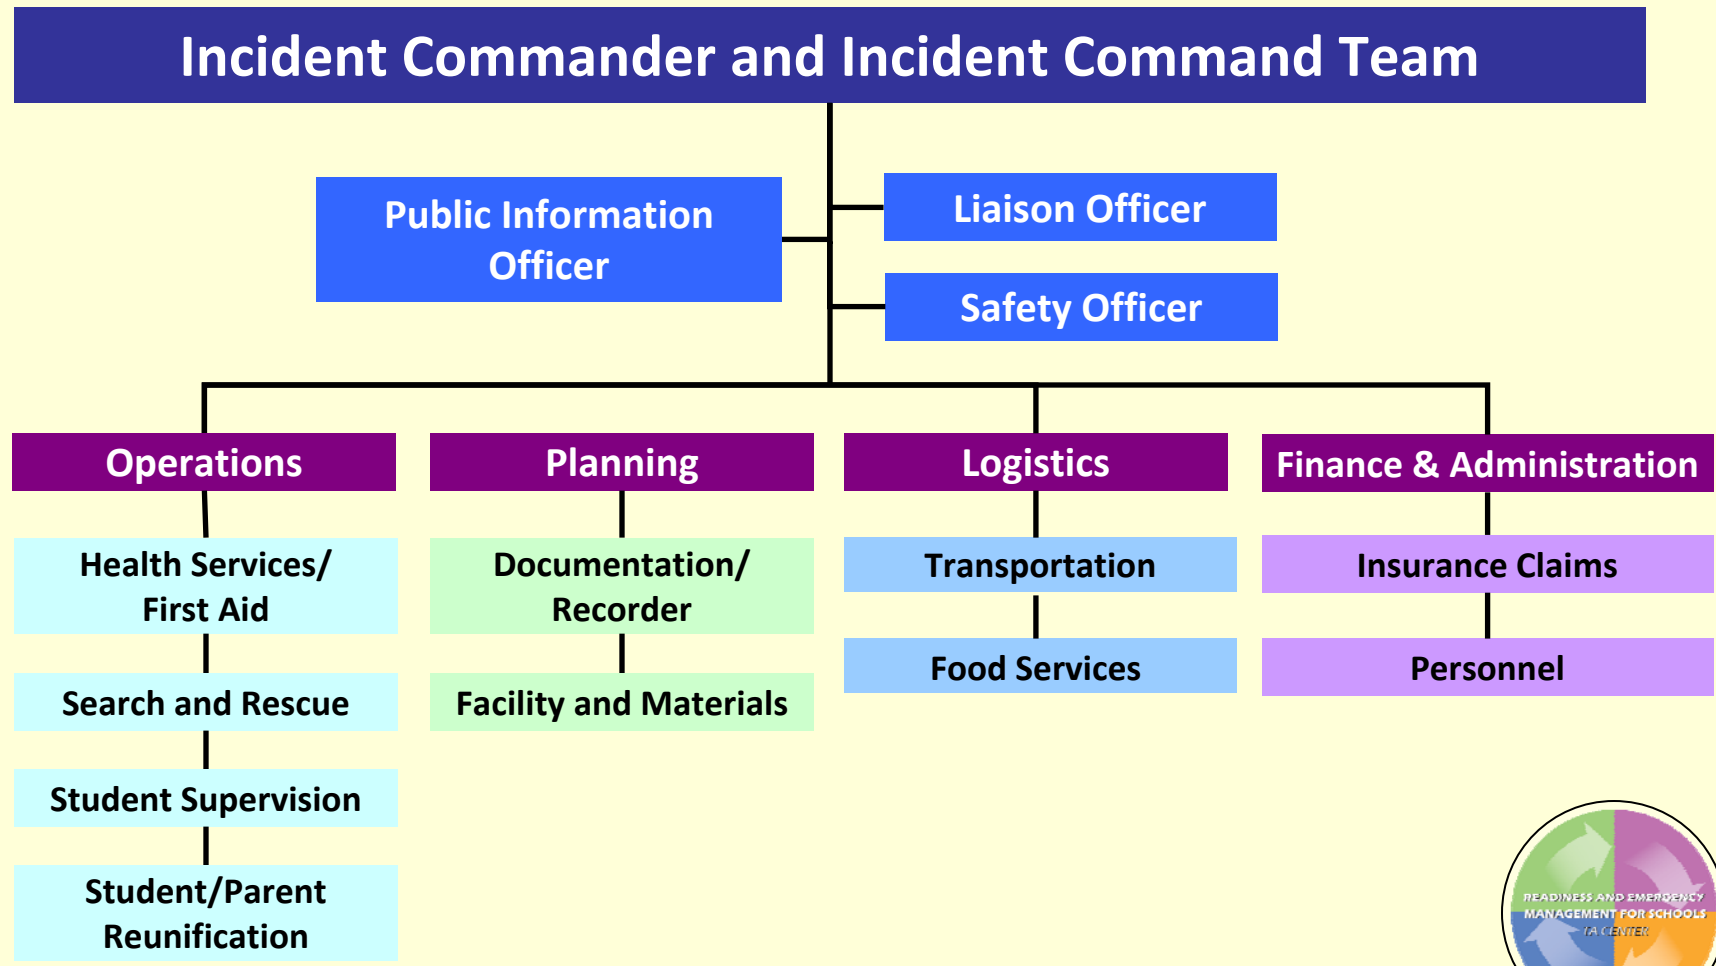 Incident Commander and Incident Command Team
Public Information
Officer
Liaison Officer
Safety Officer
Operations
Planning
Logistics
Finance & Administration
Health Services/
First Aid
Search and Rescue
Student Supervision
Student/Parent
Reunification
Documentation/
Recorder
Facility and Materials
Transportation
Food Services
Insurance Claims
Personnel
READINESS AND EMERGENCY
MANAGEMENT FOR SCHOOLS
TA CENTER